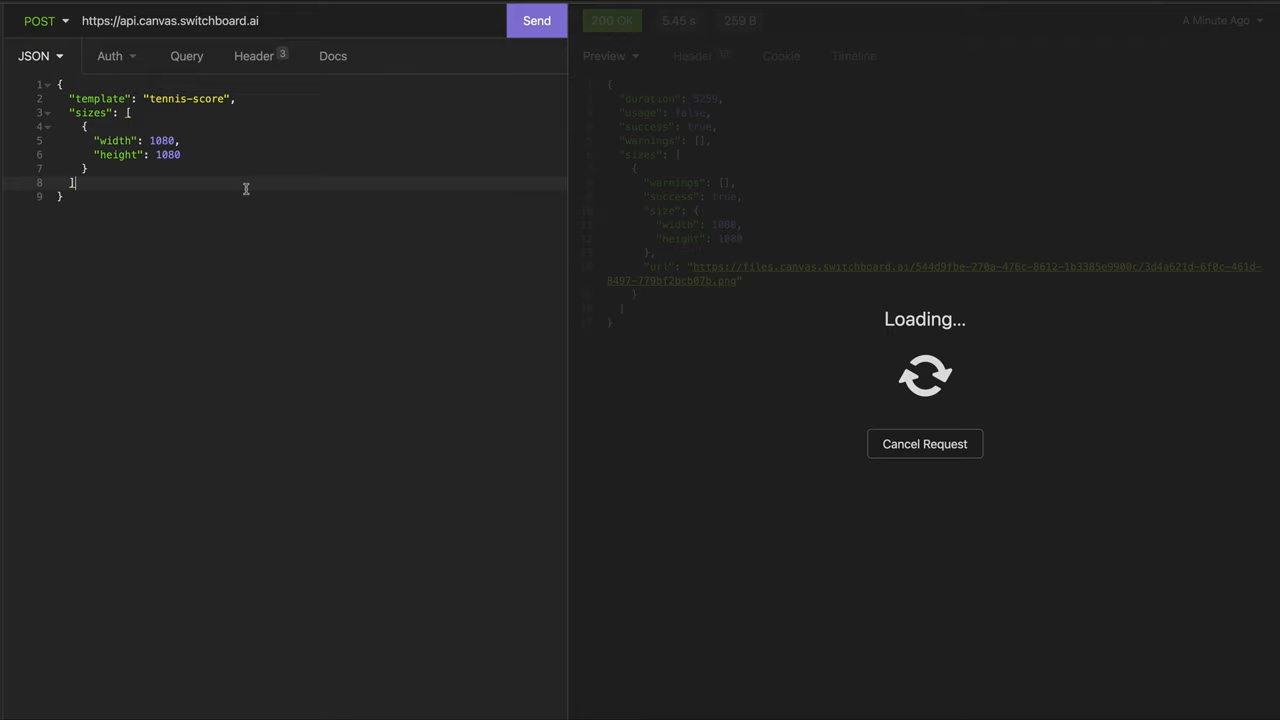 POST https://api.canvas.switchboard.ai Send 200 OK 5.45 s 259 B A Minute Ago
JSON Auth Query Header 3 Docs Preview Header Cookie Timeline
1 {
2 "template": "tennis-score",
3 "sizes": [
4 {
5 "width": 1080,
6 "height": 1080
7 }
8 ]
9 }
{
"duration": 5259,
"usage": false,
"success": true,
"warnings": [],
"sizes": [
{
"warnings": [],
"success": true,
"size": {
"width": 1080,
"height": 1080
},
"url":
}
]
}
Loading...
Cancel Request